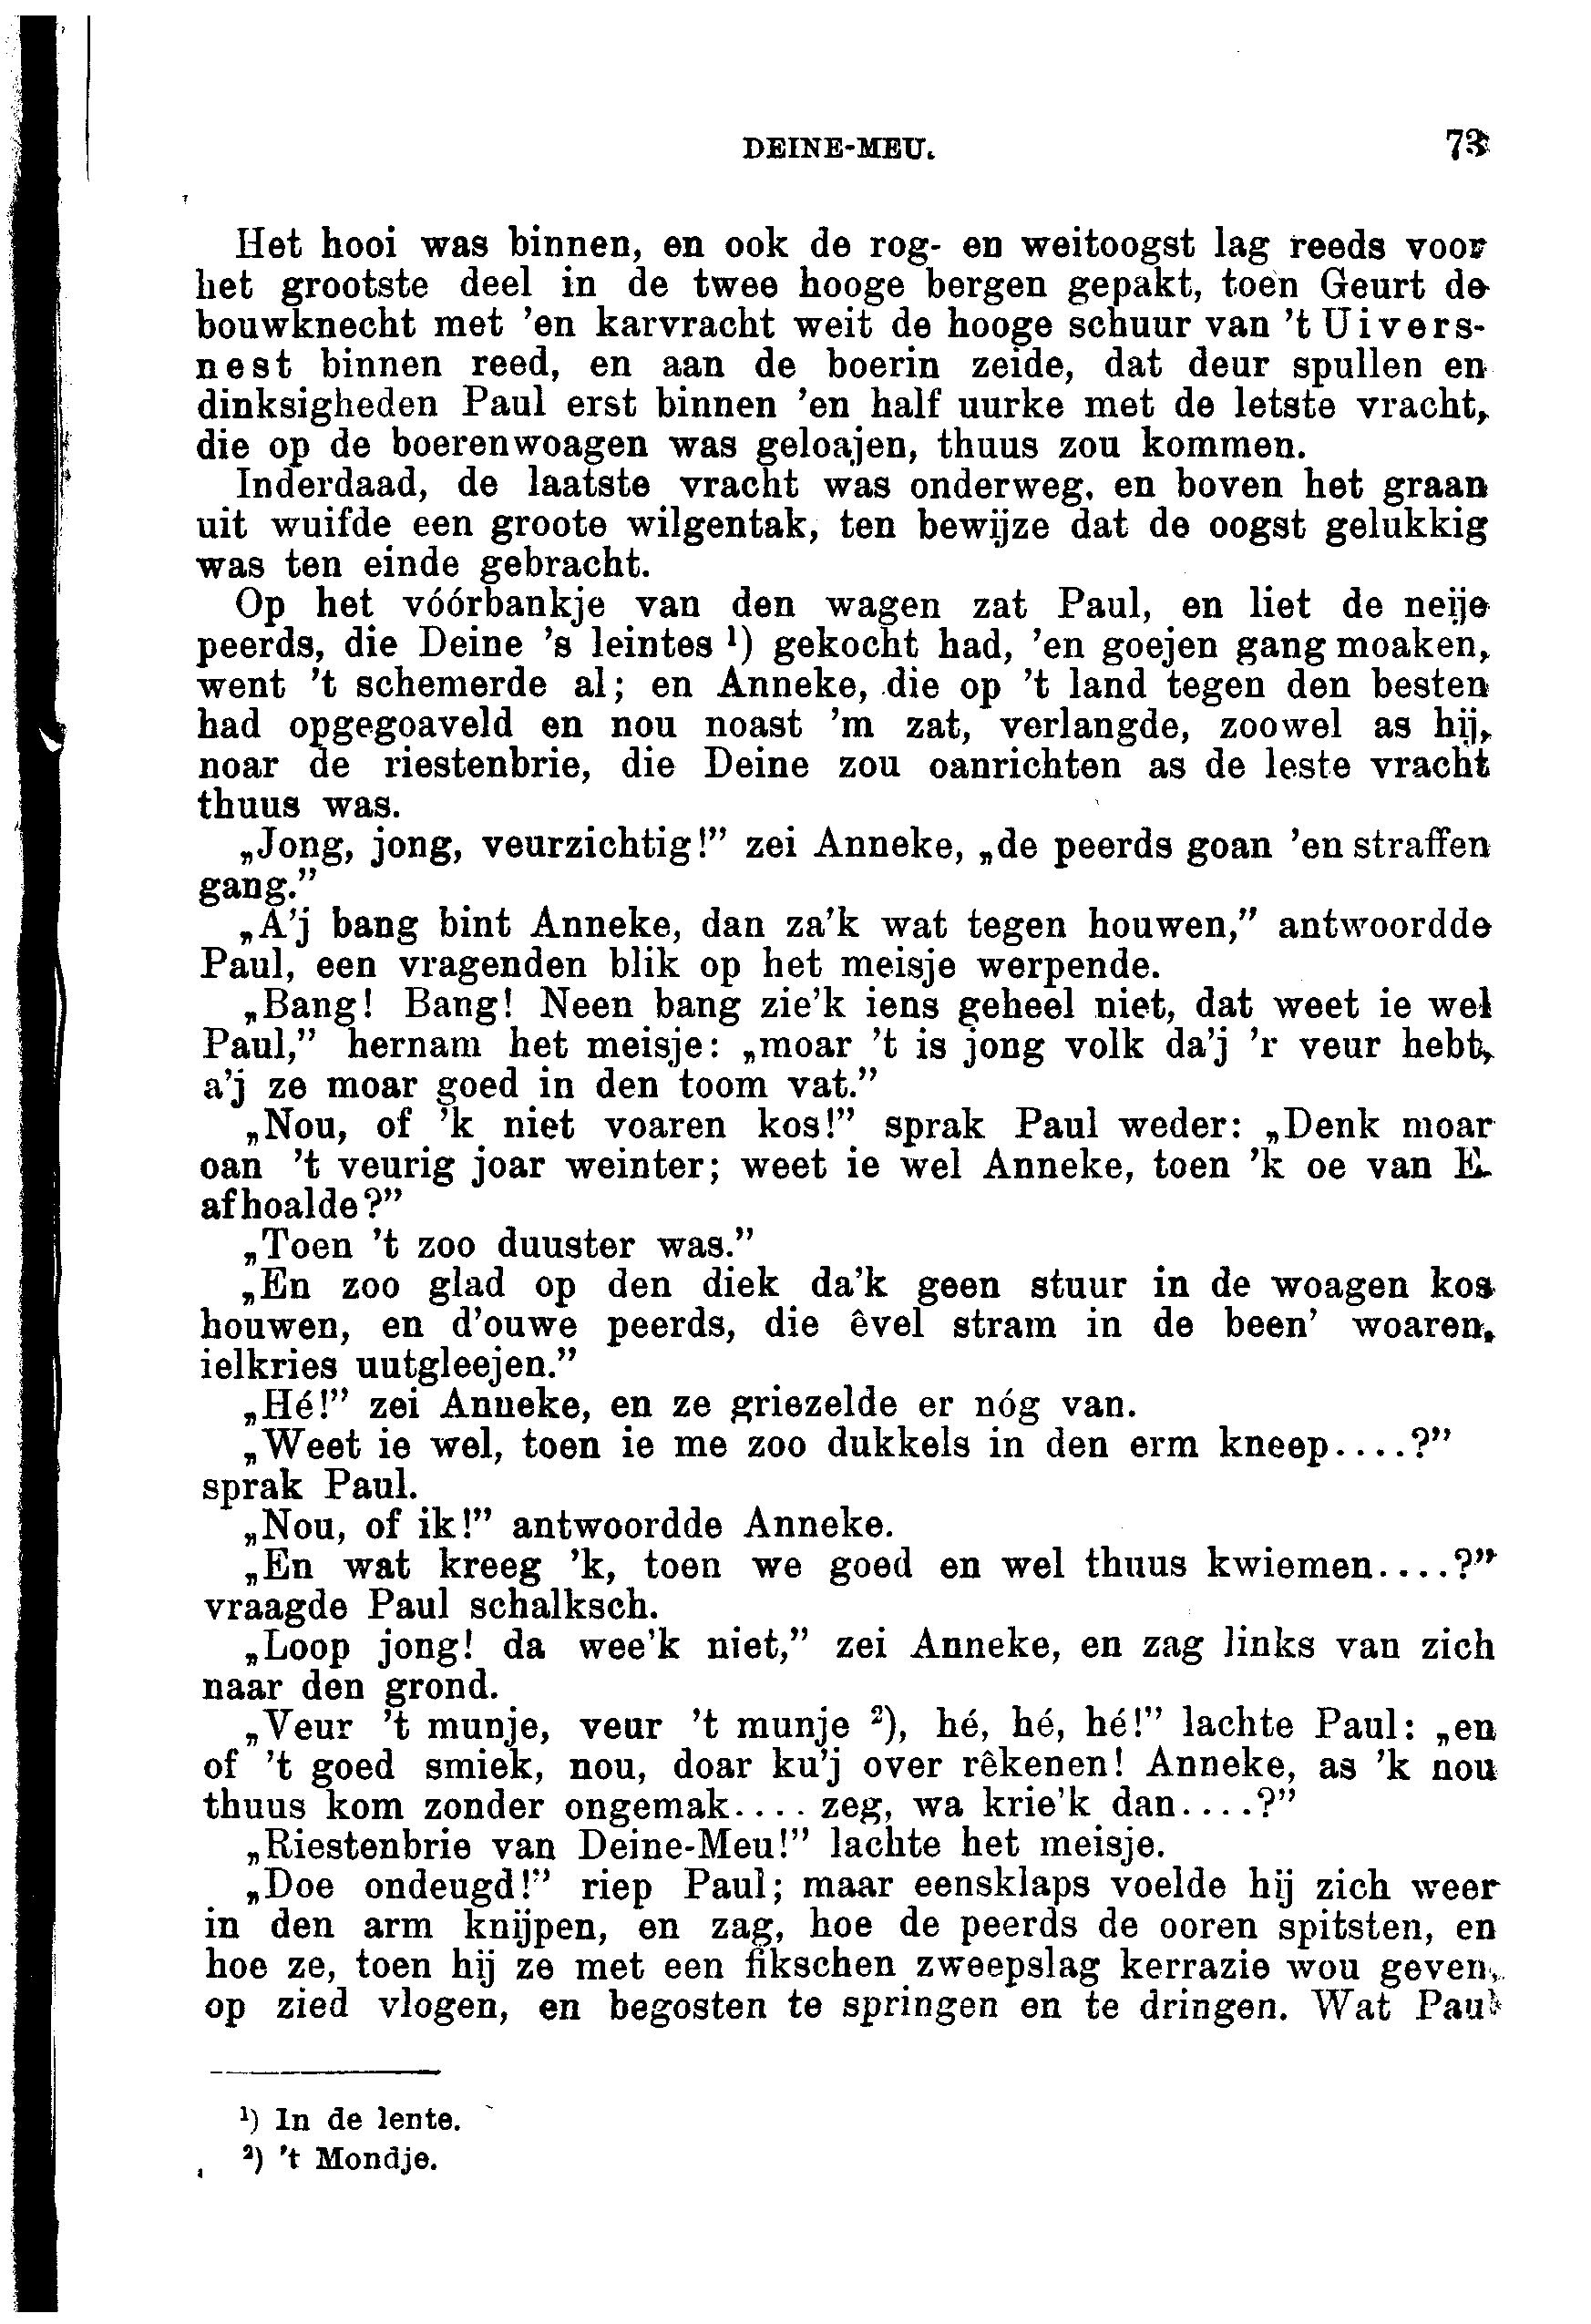 DEINE-MEU. 73
Het hooi was binnen, en ook de rog- en weitoogst lag reeds voor
het grootste deel in de twee hooge bergen gepakt, toen Geurt de
bouwknecht met 'en karvracht weit de hooge schuur van 't Uivers-
nest binnen reed, en aan de boerin zeide, dat deur spullen en
dinksigheden Paul erst binnen 'en half uurke met de letste vracht,
die op de boerenwoagen was geloajen, thuus zou kommen.
Inderdaad, de laatste vracht was onderweg, en boven het graan
uit wuifde een groote wilgentak, ten bewijze dat de oogst gelukkig
was ten einde gebracht.
Op het vóórbankje van den wagen zat Paul, en liet de neije
peerds, die Deine 's leintes ¹) gekocht had, 'en goejen gang moaken,
went 't schemerde al; en Anneke, die op 't land tegen den besten
had opgegoaveld en nou noast 'm zat, verlangde, zoowel as hij,
noar de riestenbrie, die Deine zou oanrichten as de leste vracht
thuus was.
„Jong, jong, veurzichtig!” zei Anneke, „de peerds goan 'en straffen
gang.”
„A'j bang bint Anneke, dan za'k wat tegen houwen,” antwoordde
Paul, een vragenden blik op het meisje werpende.
„Bang! Bang! Neen bang zie'k iens geheel niet, dat weet ie wel
Paul,” hernam het meisje: „moar 't is jong volk da'j 'r veur hebt,
a'j ze moar goed in den toom vat.”
„Nou, of 'k niet voaren kos!” sprak Paul weder: „Denk moar
oan 't veurig joar weinter; weet ie wel Anneke, toen 'k oe van E.
afhoalde?”
„Toen 't zoo duuster was.”
„En zoo glad op den diek da'k geen stuur in de woagen kos
houwen, en d'ouwe peerds, die êvel stram in de been' woaren,
ielkries uutgleejen.”
„Hé!” zei Anneke, en ze griezelde er nóg van.
„Weet ie wel, toen ie me zoo dukkels in den erm kneep....?”
sprak Paul.
„Nou, of ik!” antwoordde Anneke.
„En wat kreeg 'k, toen we goed en wel thuus kwiemen....?”
vraagde Paul schalksch.
„Loop jong! da wee'k niet,” zei Anneke, en zag links van zich
naar den grond.
„Veur 't munje, veur 't munje ²), hé, hé, hé!” lachte Paul: „en
of 't goed smiek, nou, doar ku'j over rêkenen! Anneke, as 'k nou
thuus kom zonder ongemak.... zeg, wa krie'k dan....?”
„Riestenbrie van Deine-Meu!” lachte het meisje.
„Doe ondeugd!” riep Paul; maar eensklaps voelde hij zich weer
in den arm knijpen, en zag, hoe de peerds de ooren spitsten, en
hoe ze, toen hij ze met een fikschen zweepslag kerrazie wou geven,
op zied vlogen, en begosten te springen en te dringen. Wat Paul
¹) In de lente.
²) 't Mondje.